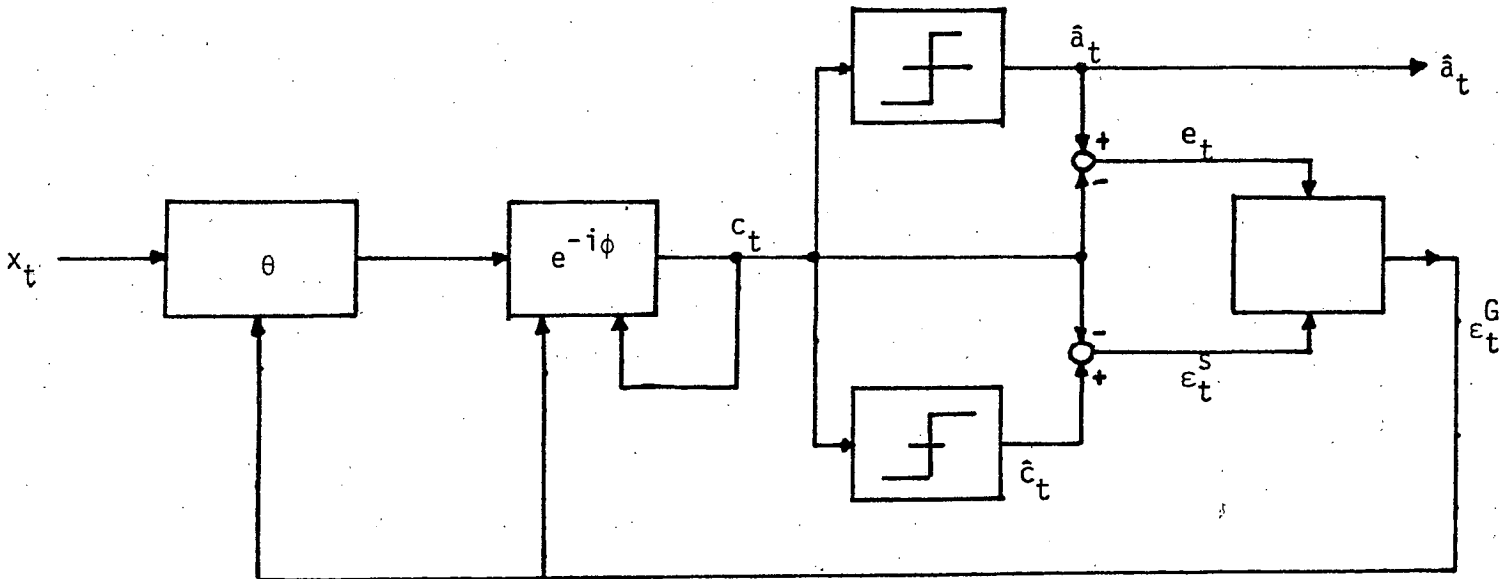 â_t
â_t
+
e_t
-
x_t
θ
e^{-iφ}
c_t
ε_t^G
-
ε_t^s
+
ĉ_t